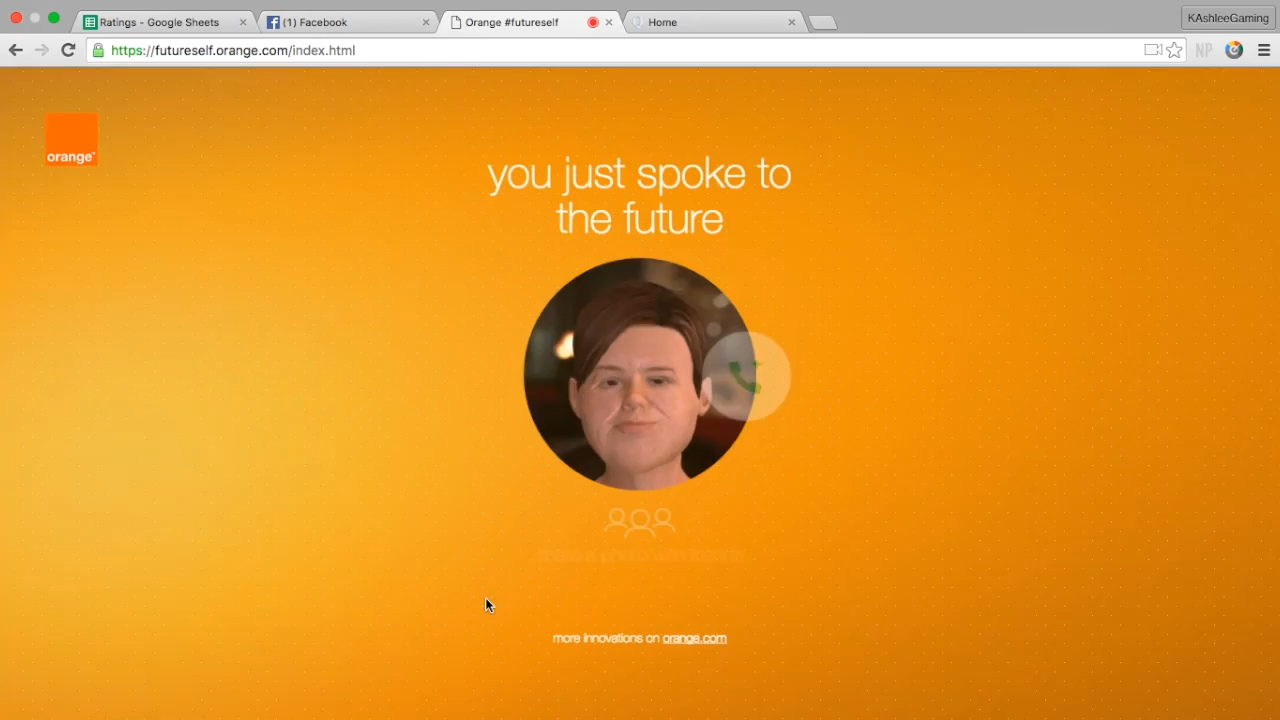 Ratings - Google Sheets
(1) Facebook
Orange #futureself
Home
KAshleeGaming
https://futureself.orange.com/index.html
NP
orange™
you just spoke to
the future
more innovations on orange.com